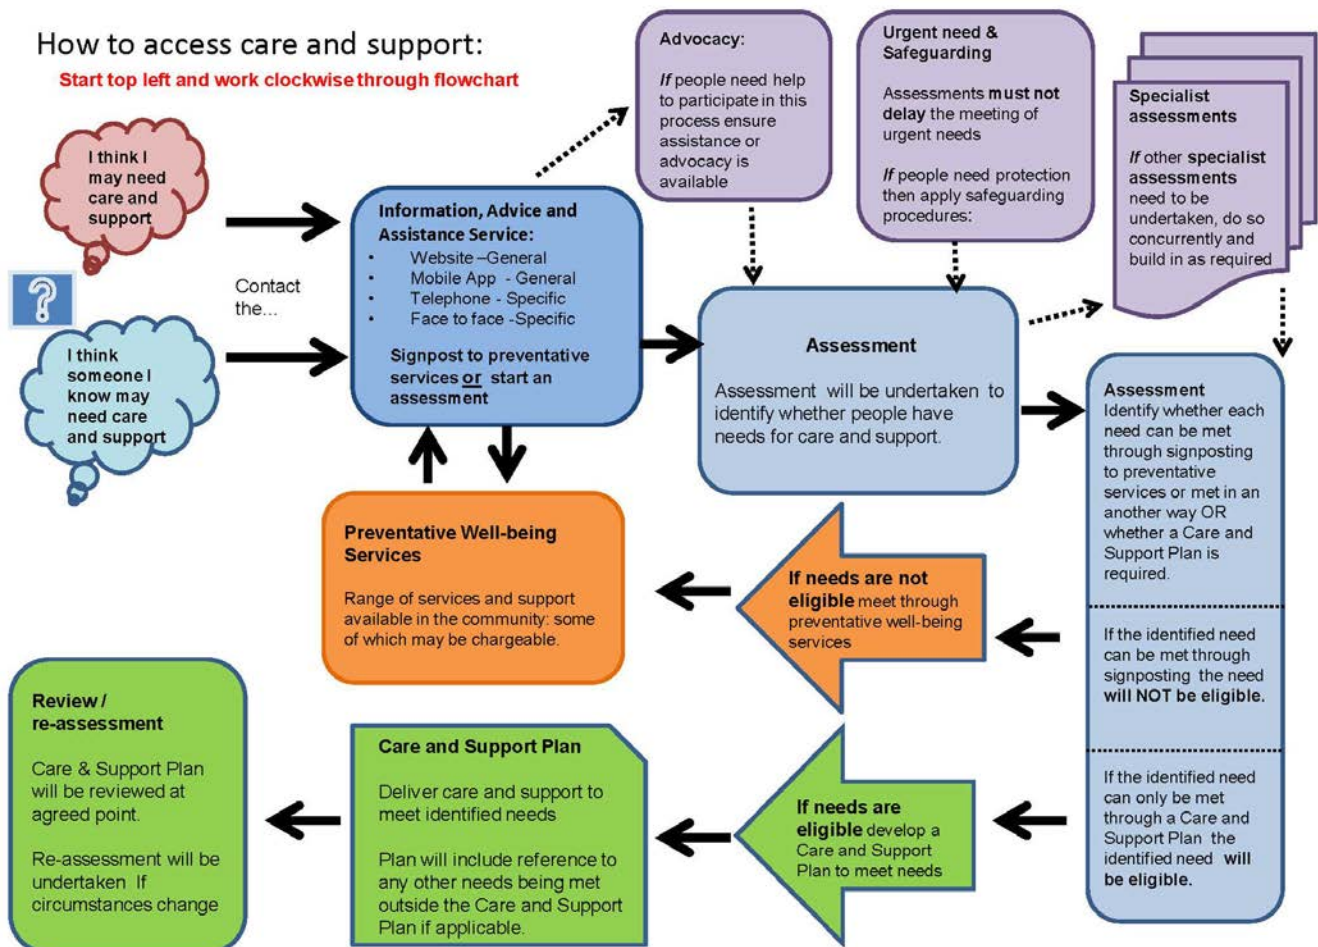 How to access care and support:
Start top left and work clockwise through flowchart
I think I
may need
care and
support
?
I think
someone I
know may
need care
and support
Contact
the...
Information, Advice and
Assistance Service:
• Website –General
• Mobile App - General
• Telephone - Specific
• Face to face -Specific
Signpost to preventative
services or start an
assessment
Advocacy:
If people need help
to participate in this
process ensure
assistance or
advocacy is
available
Urgent need &
Safeguarding
Assessments must not
delay the meeting of
urgent needs
If people need protection
then apply safeguarding
procedures:
Specialist
assessments
If other specialist
assessments
need to be
undertaken, do so
concurrently and
build in as required
Assessment
Assessment will be undertaken to
identify whether people have
needs for care and support.
Assessment
Identify whether each
need can be met
through signposting
to preventative
services or met in an
another way OR
whether a Care and
Support Plan is
required.
If the identified need
can be met through
signposting the need
will NOT be eligible.
If the identified need
can only be met
through a Care and
Support Plan the
identified need will
be eligible.
If needs are not
eligible meet through
preventative well-being
services
Preventative Well-being
Services
Range of services and support
available in the community: some
of which may be chargeable.
If needs are
eligible develop a
Care and Support
Plan to meet needs
Care and Support Plan
Deliver care and support to
meet identified needs
Plan will include reference to
any other needs being met
outside the Care and Support
Plan if applicable.
Review /
re-assessment
Care & Support Plan
will be reviewed at
agreed point.
Re-assessment will be
undertaken If
circumstances change